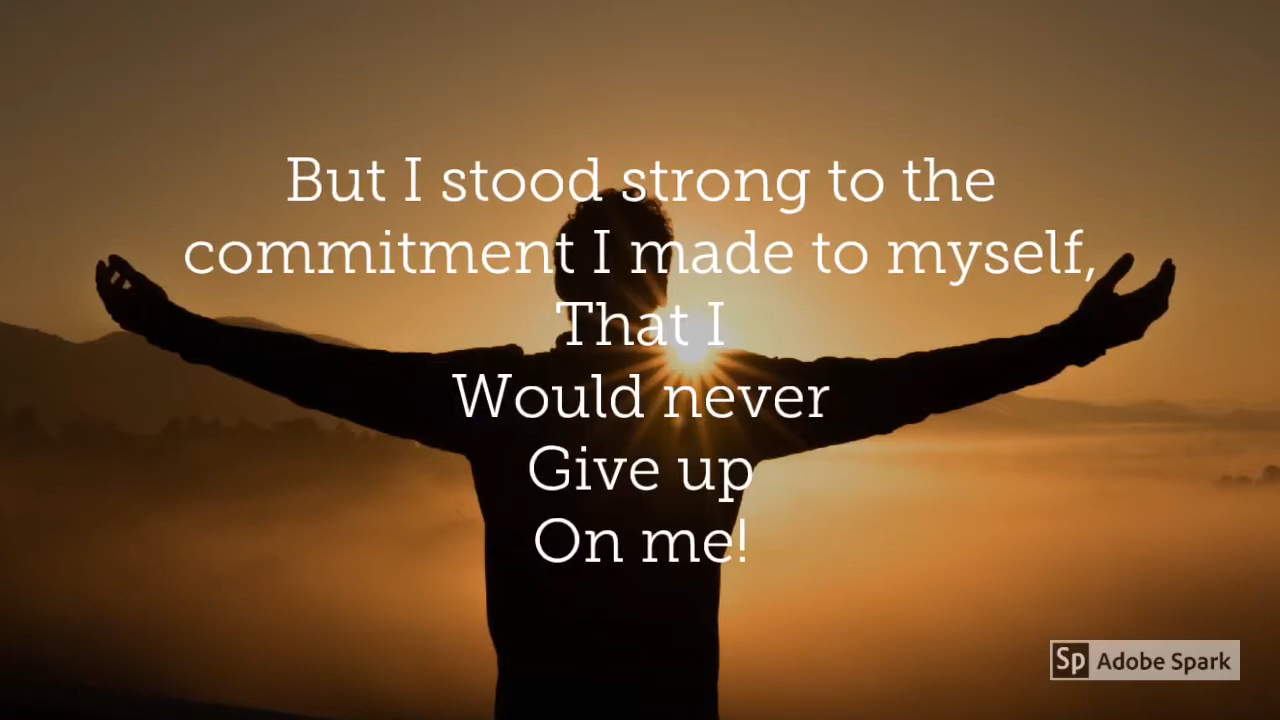 But I stood strong to the
commitment I made to myself,
That I
Would never
Give up
On me!
Sp Adobe Spark